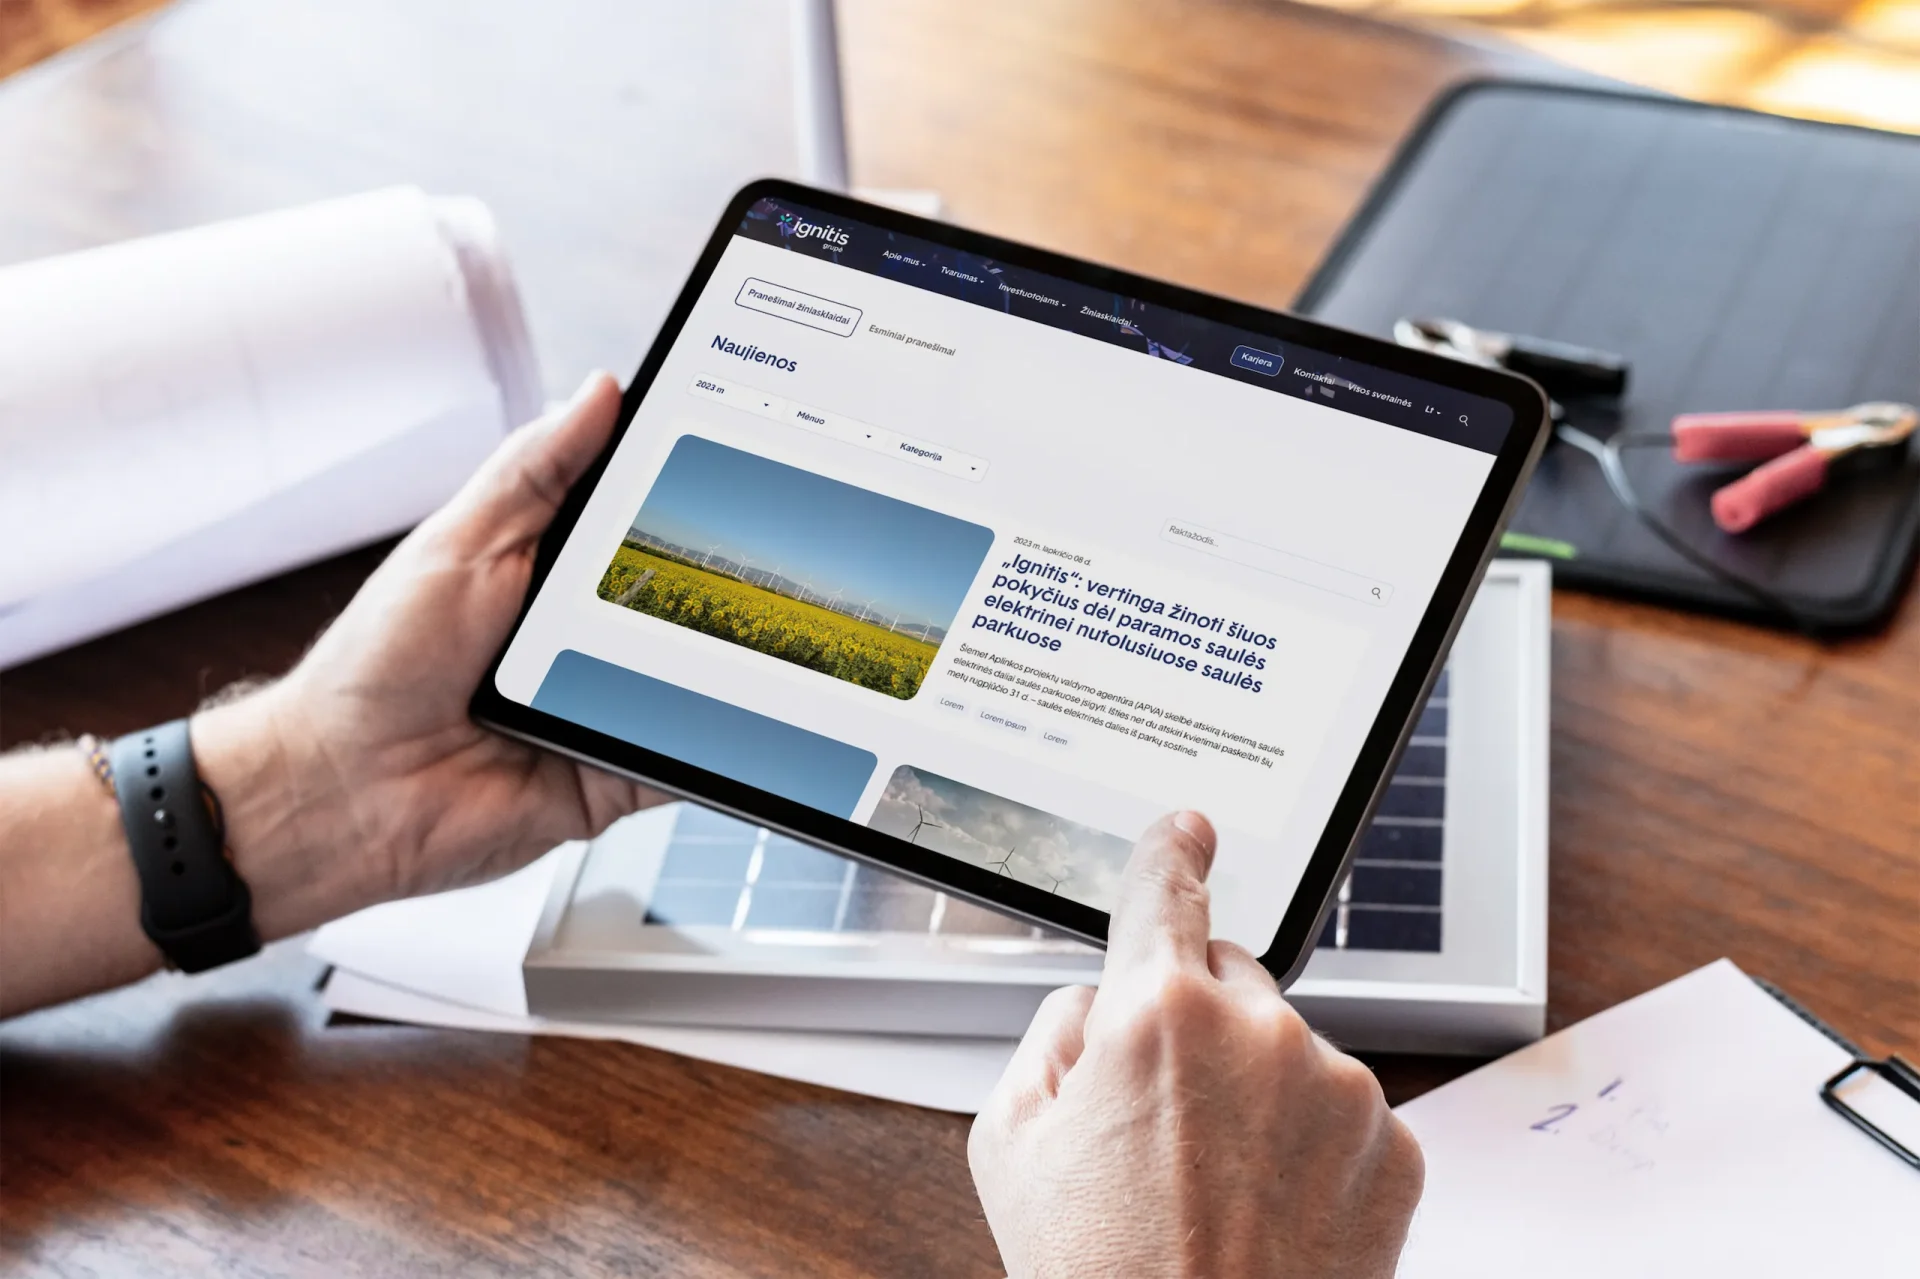 ignitis
grupė
Apie mus
Tvarumas
Investuotojams
Žiniasklaidai
Karjera
Kontaktai
Visos svetainės
LT
Pranešimai žiniasklaidai
Esminiai pranešimai
Naujienos
2023 m
Mėnuo
Kategorija
Raktažodis...
2023 m. lapkričio 08 d.
„Ignitis“: vertinga žinoti šiuos
pokyčius dėl paramos saulės
elektrinei nutolusiuose saulės
parkuose
Šiemet Aplinkos projektų valdymo agentūra (APVA) skelbė atskirą kvietimą saulės
elektrinės daliai saulės parkuose įsigyti. Išties net du atskiri kvietimai paskelbti šių
metų rugpjūčio 31 d. – saulės elektrinės dalies iš parkų sostinės
Lorem
Lorem ipsum
Lorem
1.
2.